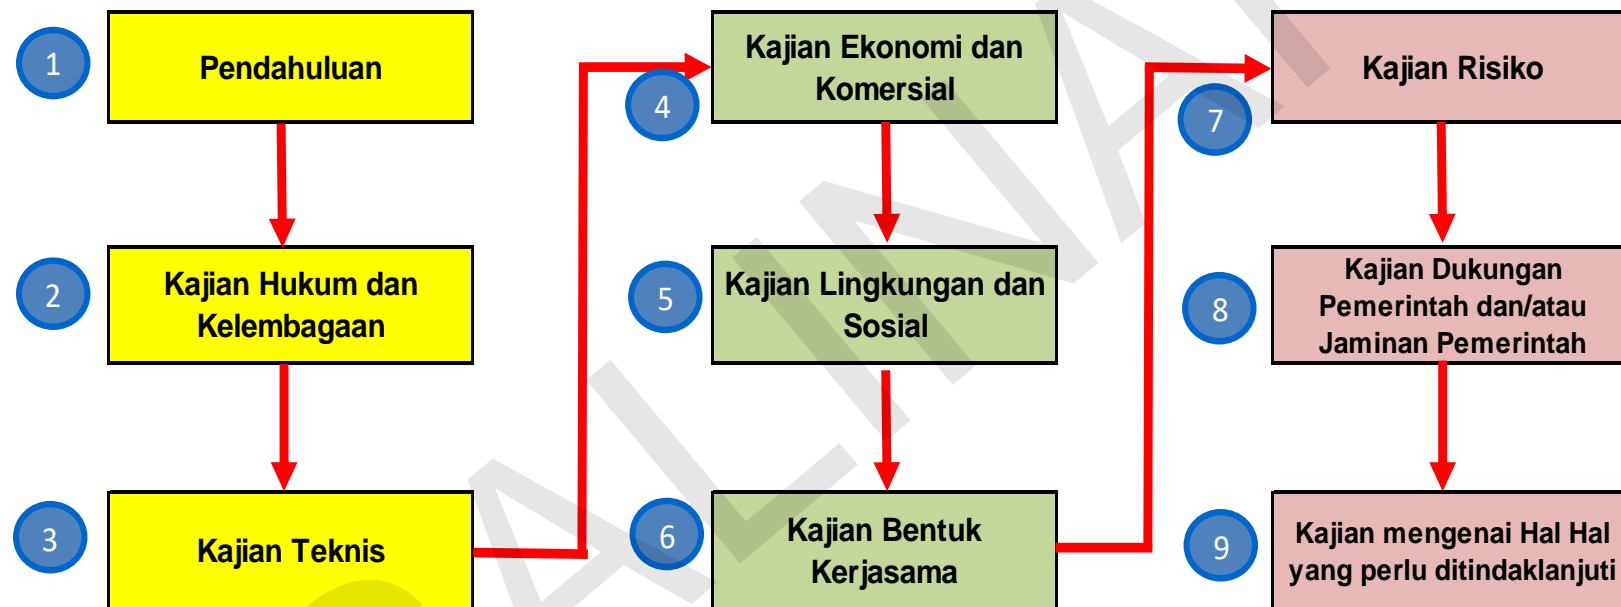 1
Pendahuluan
2
Kajian Hukum dan
Kelembagaan
3
Kajian Teknis
4
Kajian Ekonomi dan
Komersial
5
Kajian Lingkungan dan
Sosial
6
Kajian Bentuk
Kerjasama
7
Kajian Risiko
8
Kajian Dukungan
Pemerintah dan/atau
Jaminan Pemerintah
9
Kajian mengenai Hal Hal
yang perlu ditindaklanjuti
SALINAN